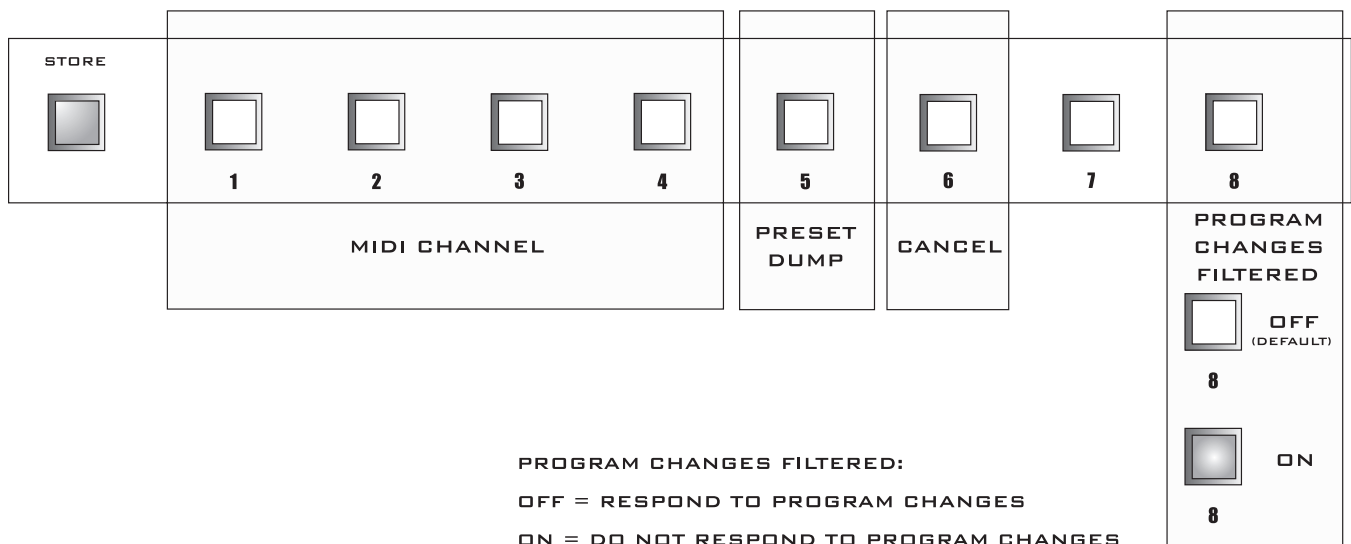 STORE
1 2 3 4 5 6 7 8
MIDI CHANNEL
PRESET
DUMP
CANCEL
PROGRAM
CHANGES
FILTERED
OFF
(DEFAULT)
8
ON
8
PROGRAM CHANGES FILTERED:
OFF = RESPOND TO PROGRAM CHANGES
ON = DO NOT RESPOND TO PROGRAM CHANGES